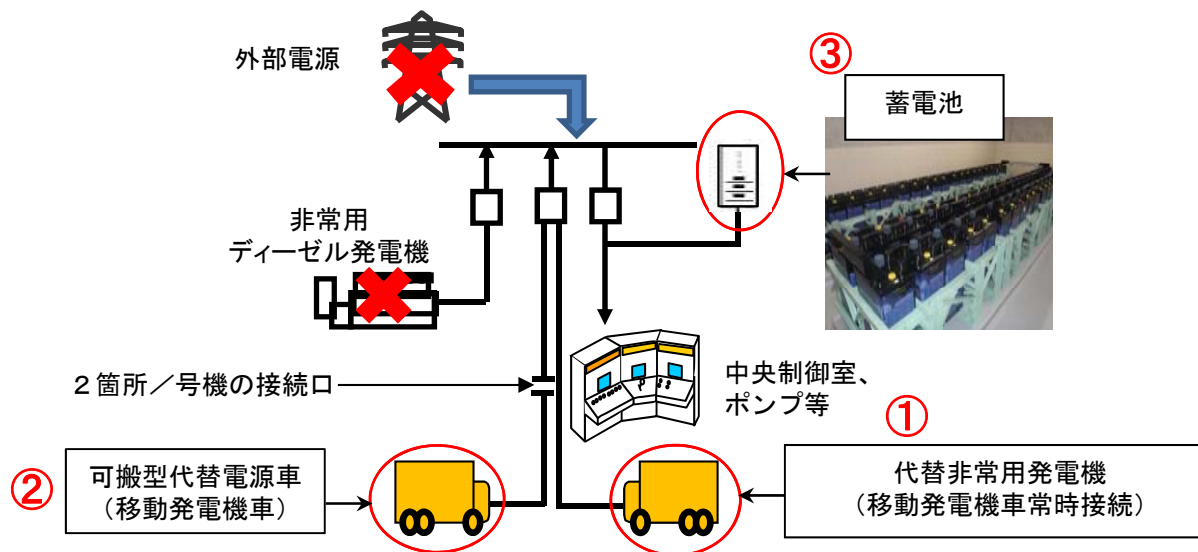 外部電源
③
蓄電池
非常用
ディーゼル発電機
２箇所／号機の接続口
中央制御室、
ポンプ等
①
②
可搬型代替電源車
（移動発電機車）
代替非常用発電機
（移動発電機車常時接続）